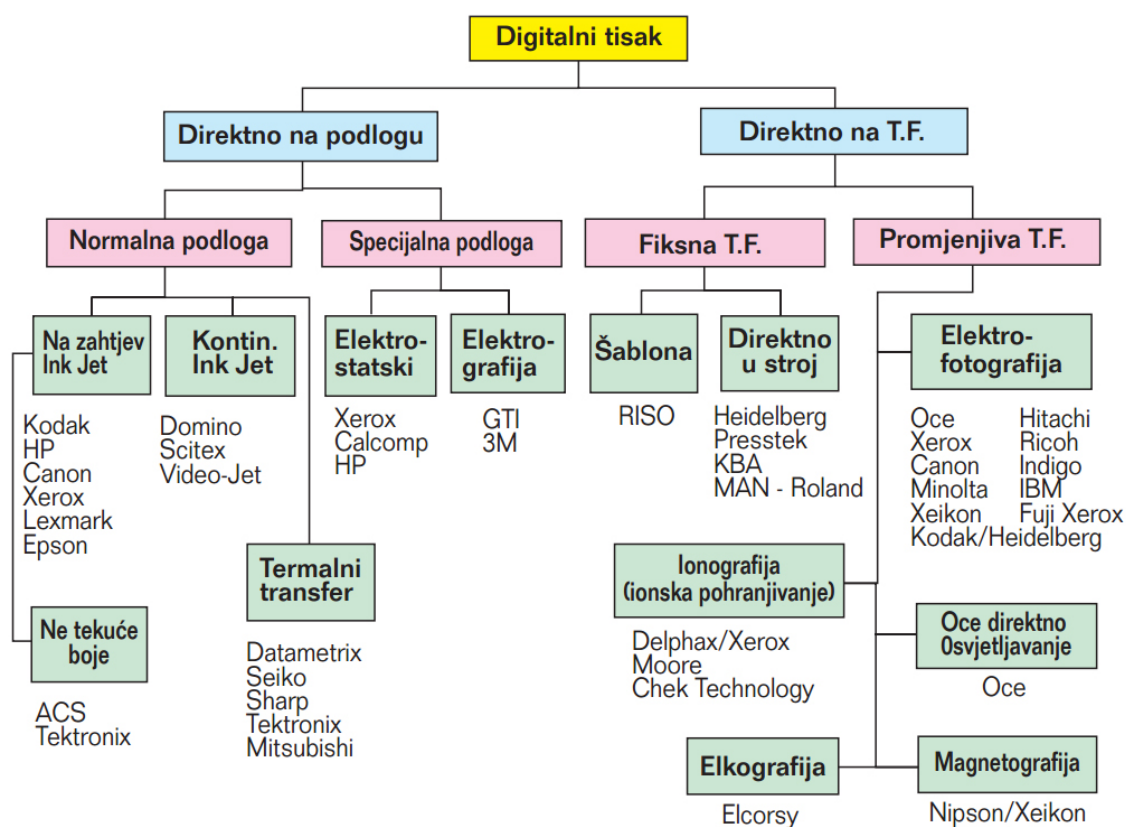 Digitalni tisak
Direktno na podlogu
Direktno na T.F.
Normalna podloga
Specijalna podloga
Fiksna T.F.
Promjenjiva T.F.
Na zahtjev
Ink Jet
Kontin.
Ink Jet
Elektro-
statski
Elektro-
grafija
Šablona
Direktno
u stroj
Elektro-
fotografija
Kodak
HP
Canon
Xerox
Lexmark
Epson
Domino
Scitex
Video-Jet
Xerox
Calcomp
HP
GTI
3M
RISO
Heidelberg
Presstek
KBA
MAN - Roland
Oce
Xerox
Canon
Minolta
Xeikon
Kodak/Heidelberg
Hitachi
Ricoh
Indigo
IBM
Fuji Xerox
Termalni
transfer
Ionografija
(ionska pohranjivanje)
Ne tekuće
boje
Oce direktno
0svjetljavanje
Datametrix
Seiko
Sharp
Tektronix
Mitsubishi
Delphax/Xerox
Moore
Chek Technology
Oce
ACS
Tektronix
Elkografija
Magnetografija
Elcorsy
Nipson/Xeikon